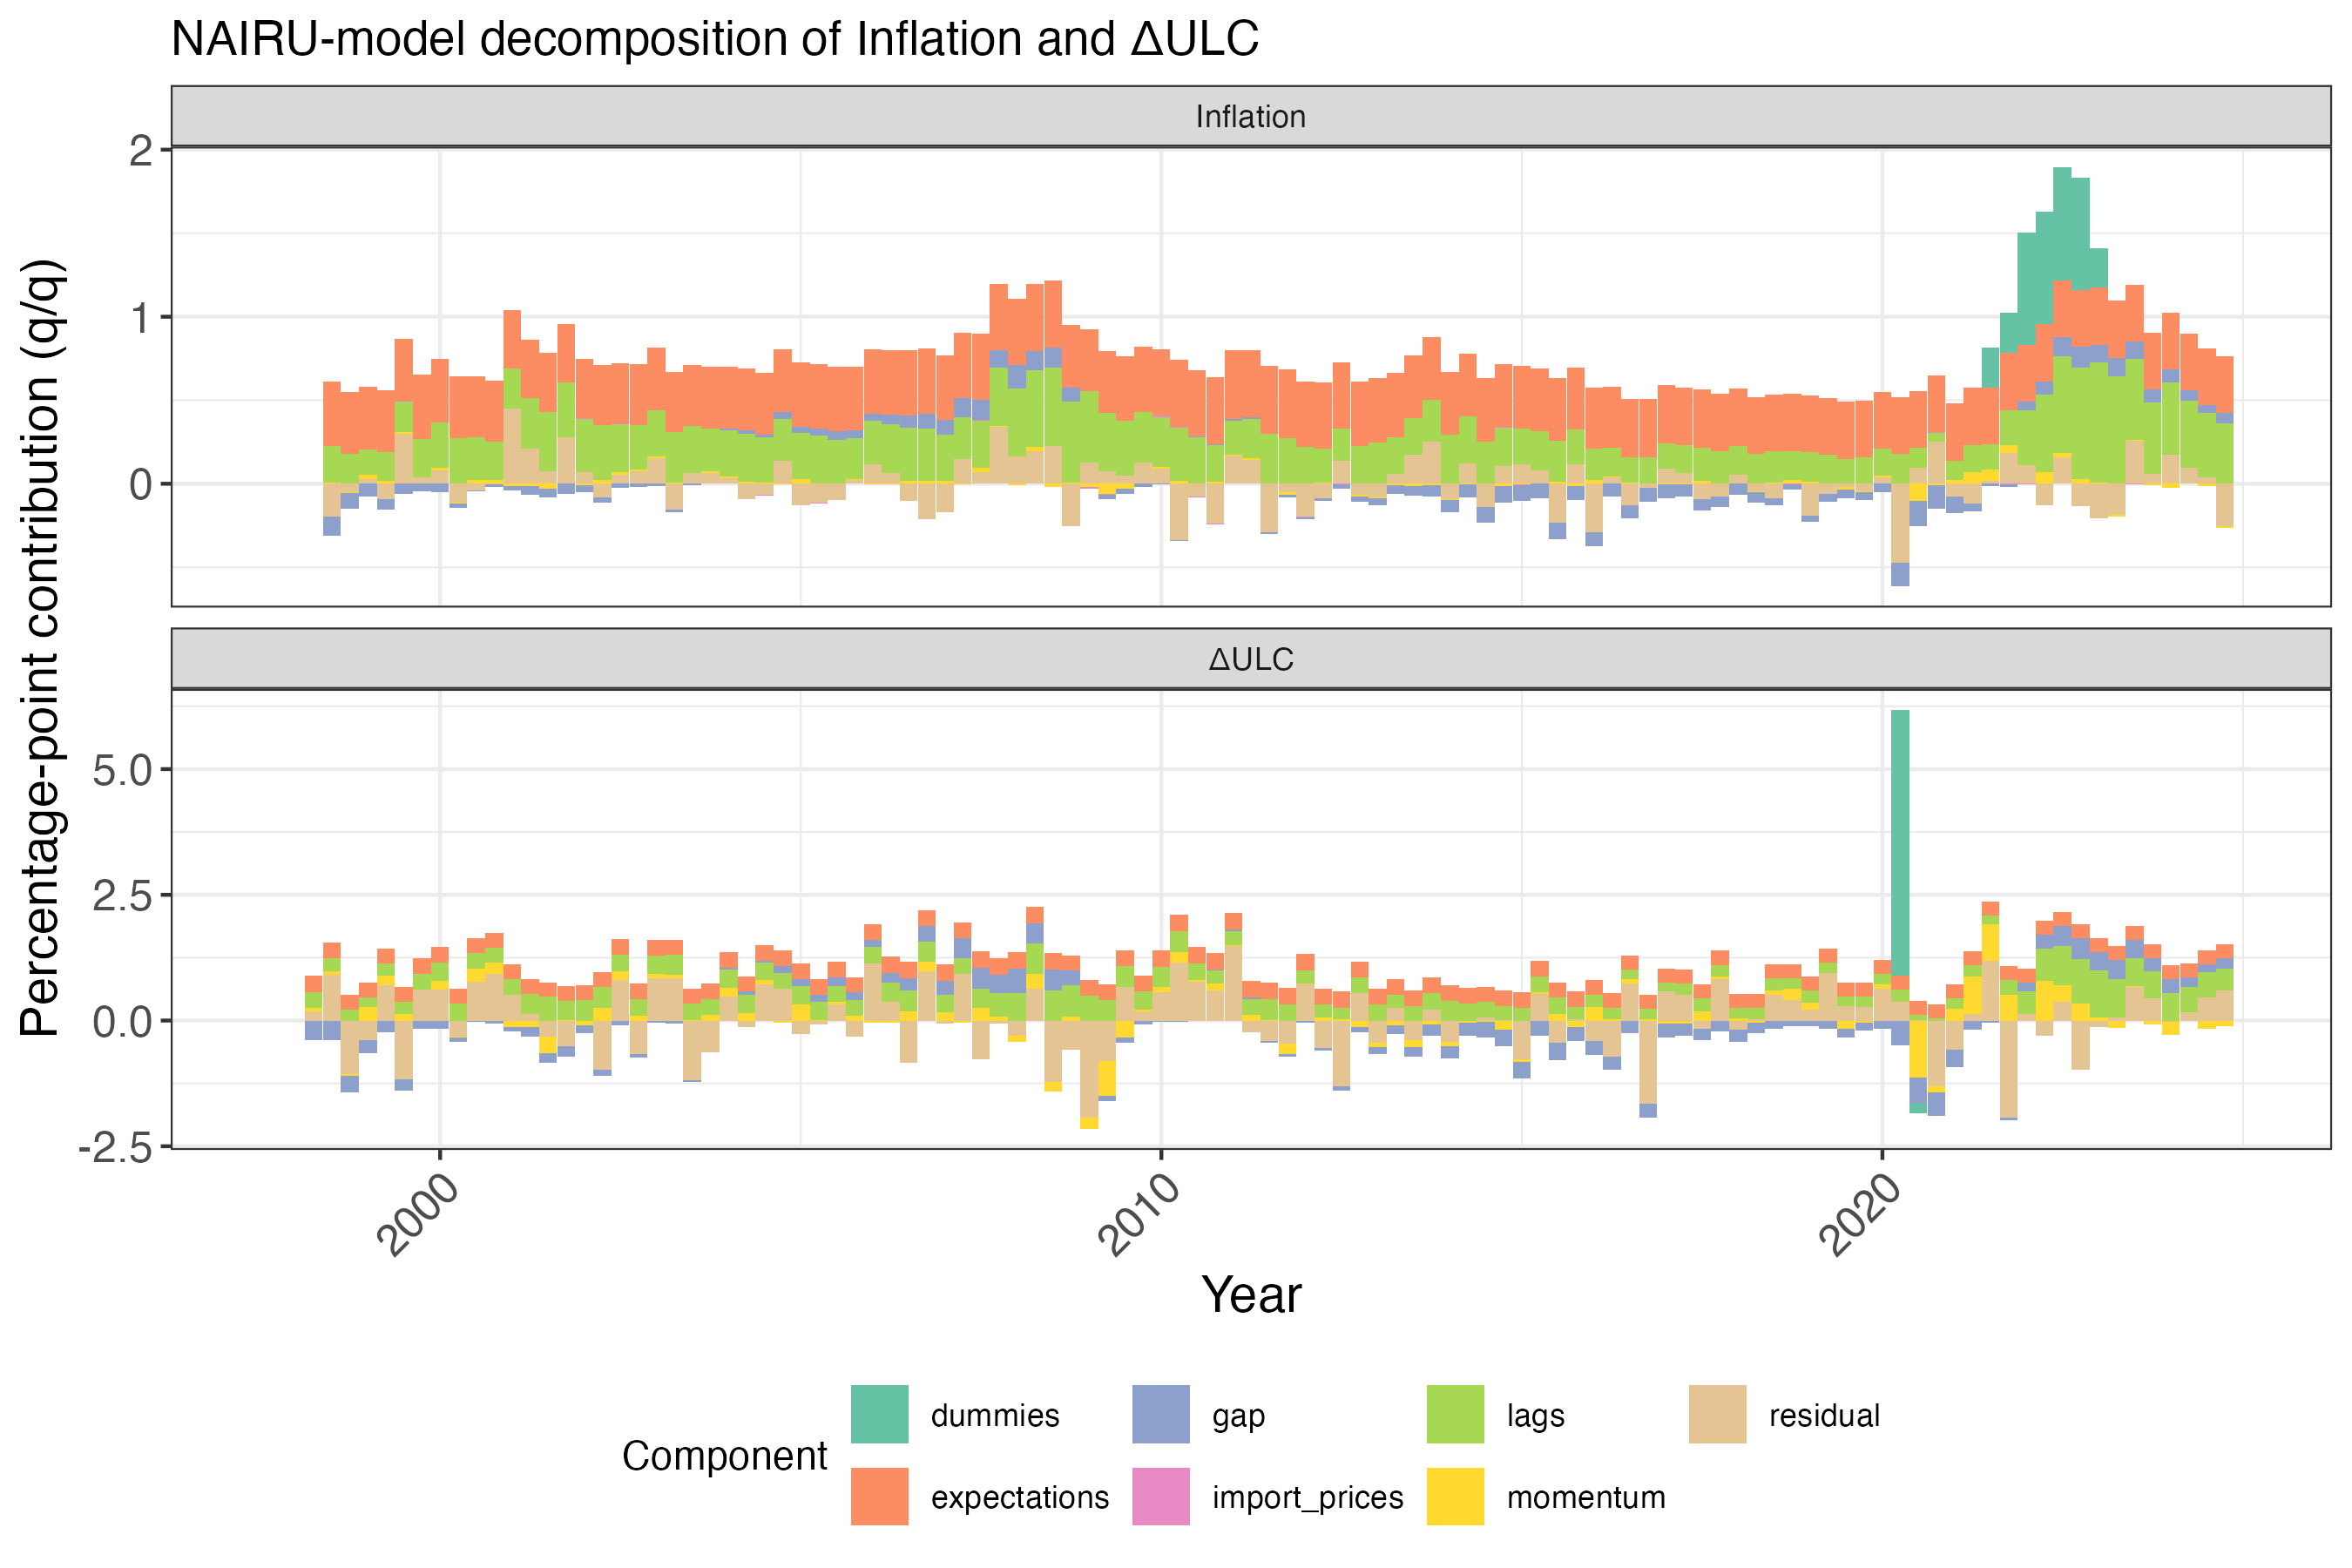 NAIRU-model decomposition of Inflation and ΔULC
Percentage-point contribution (q/q)
Inflation
2
1
0
ΔULC
5.0
2.5
0.0
-2.5
2000
2010
2020
Year
Component
dummies
gap
lags
residual
expectations
import_prices
momentum